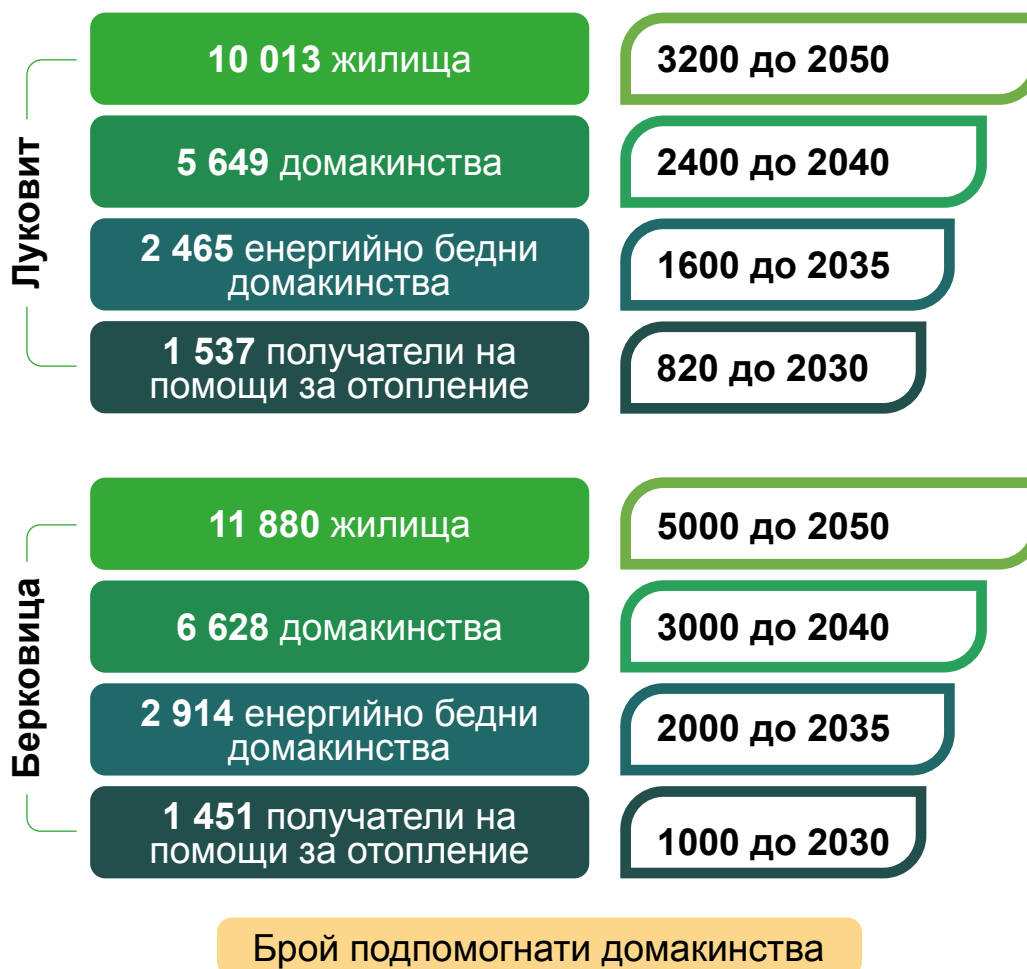 Луковит
10 013 жилища
3200 до 2050
5 649 домакинства
2400 до 2040
2 465 енергийно бедни
домакинства
1600 до 2035
1 537 получатели на
помощи за отопление
820 до 2030
Берковица
11 880 жилища
5000 до 2050
6 628 домакинства
3000 до 2040
2 914 енергийно бедни
домакинства
2000 до 2035
1 451 получатели на
помощи за отопление
1000 до 2030
Брой подпомогнати домакинства